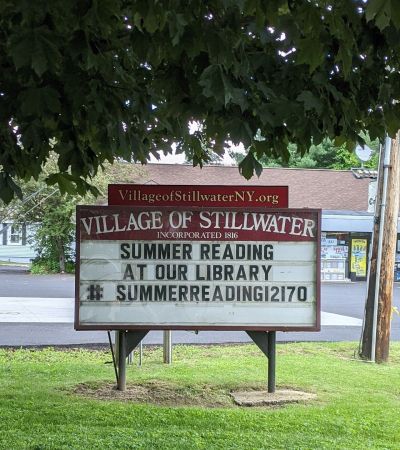 VillageofStillwaterNY.org
VILLAGE OF STILLWATER
INCORPORATED 1816
SUMMER READING
AT OUR LIBRARY
# SUMMERREADING12170